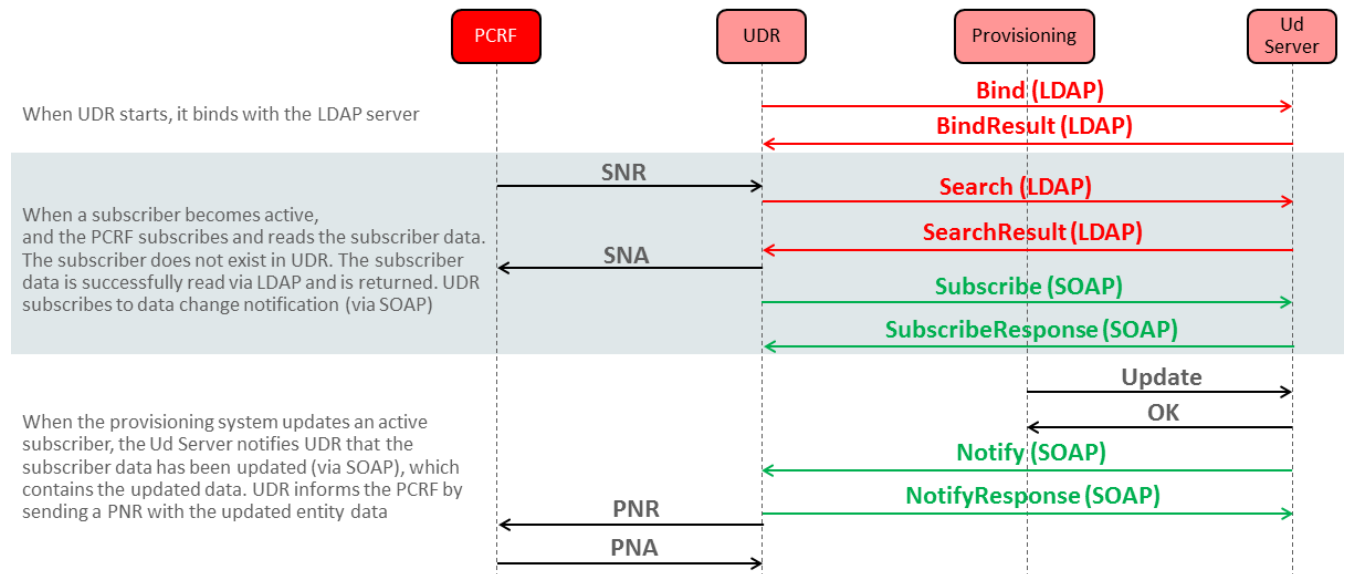 PCRF
UDR
Provisioning
Ud
Server
Bind (LDAP)
When UDR starts, it binds with the LDAP server
BindResult (LDAP)
SNR
Search (LDAP)
When a subscriber becomes active,
and the PCRF subscribes and reads the subscriber data.
The subscriber does not exist in UDR. The subscriber
data is successfully read via LDAP and is returned. UDR
subscribes to data change notification (via SOAP)
SearchResult (LDAP)
SNA
Subscribe (SOAP)
SubscribeResponse (SOAP)
Update
OK
When the provisioning system updates an active
subscriber, the Ud Server notifies UDR that the
subscriber data has been updated (via SOAP), which
contains the updated data. UDR informs the PCRF by
sending a PNR with the updated entity data
Notify (SOAP)
NotifyResponse (SOAP)
PNR
PNA